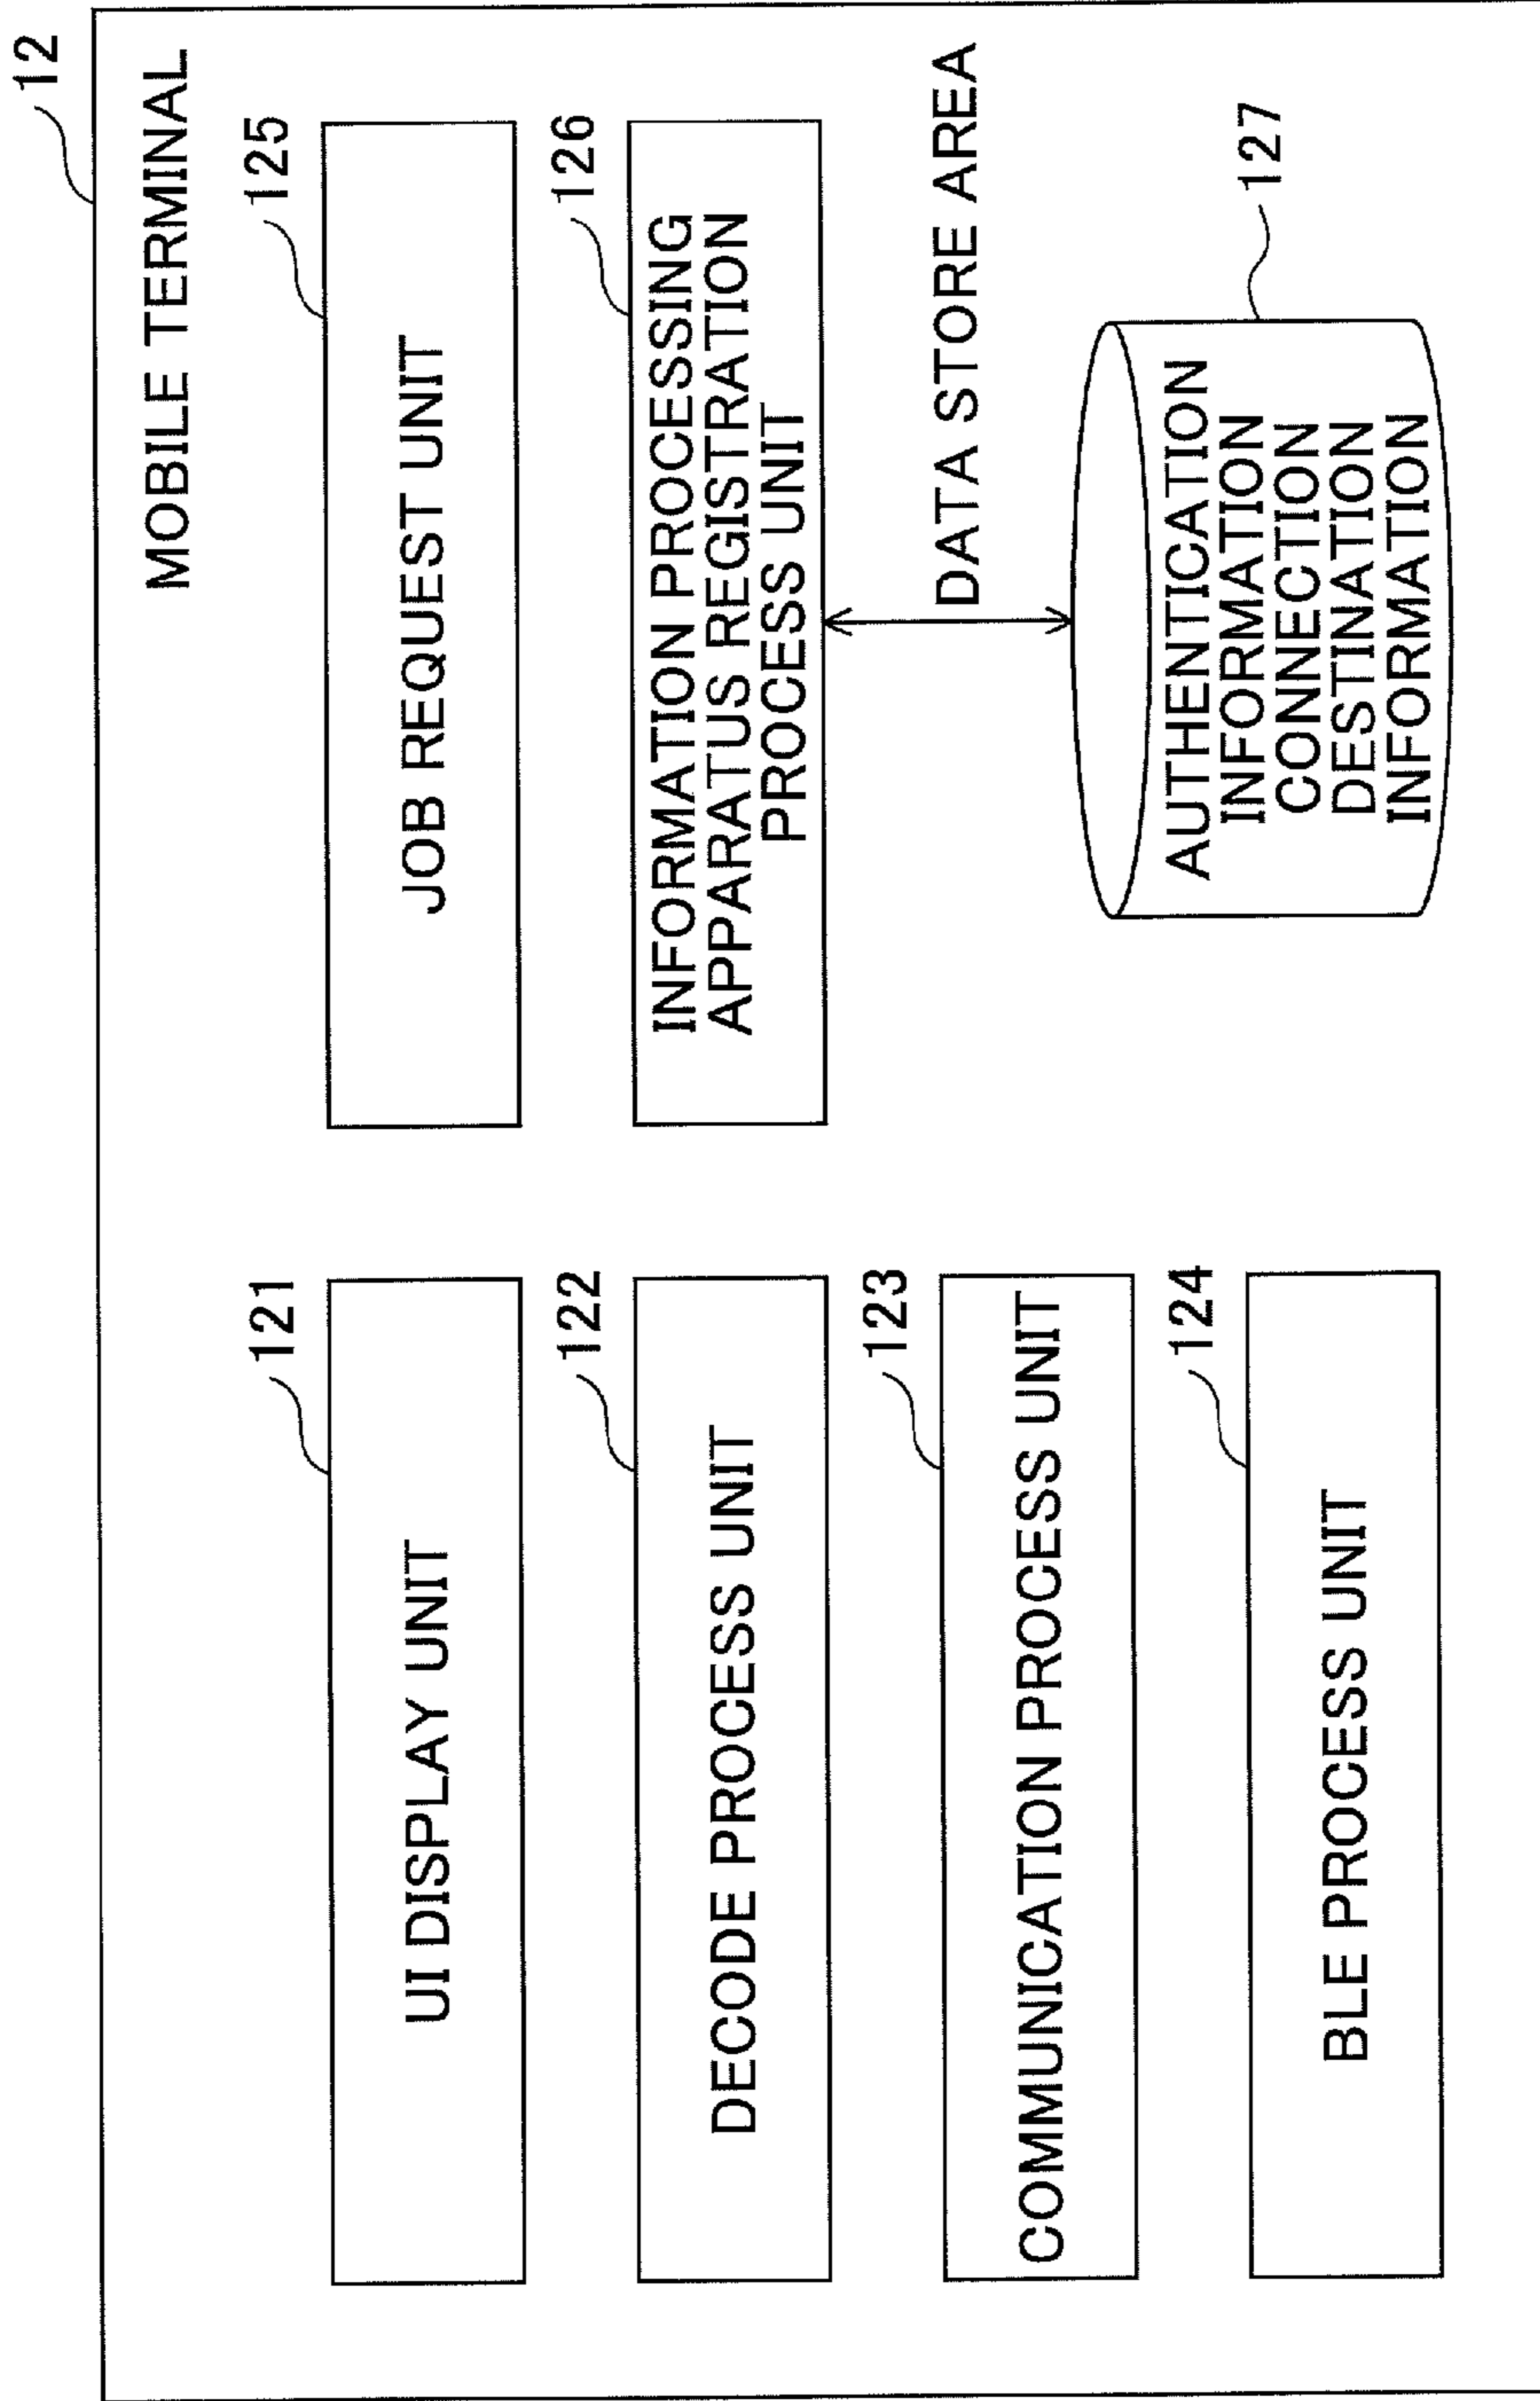 12
MOBILE TERMINAL
121
UI DISPLAY UNIT
122
DECODE PROCESS UNIT
123
COMMUNICATION PROCESS UNIT
124
BLE PROCESS UNIT
125
JOB REQUEST UNIT
126
INFORMATION PROCESSING
APPARATUS REGISTRATION
PROCESS UNIT
DATA STORE AREA
127
AUTHENTICATION
INFORMATION
CONNECTION
DESTINATION
INFORMATION